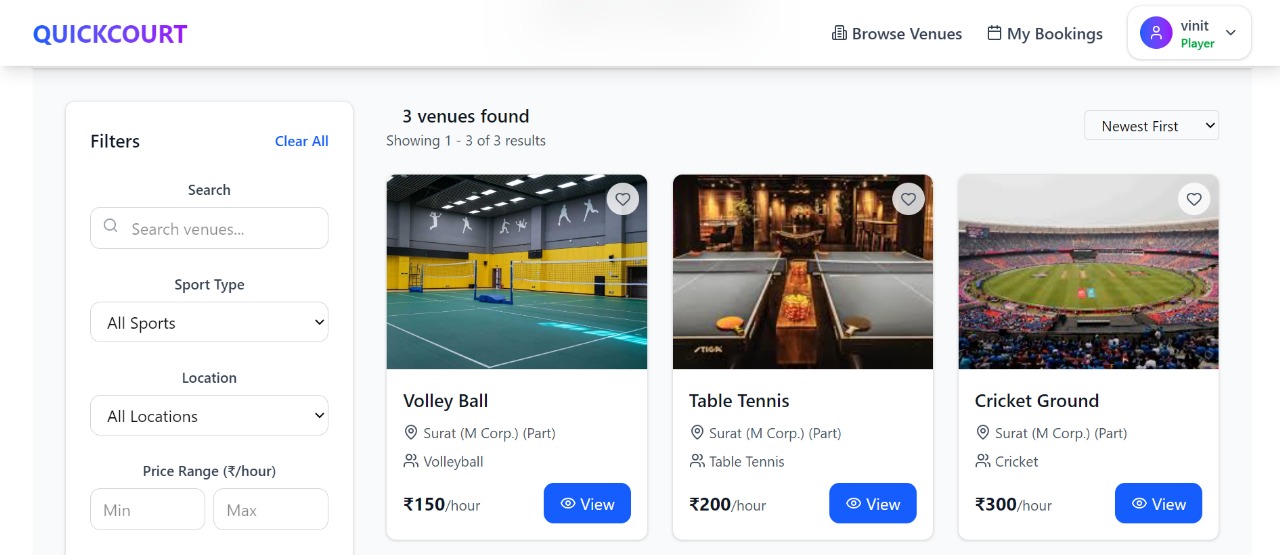 QUICKCOURT
Browse Venues
My Bookings
vinit
Player
Filters
Clear All
Search
Search venues...
Sport Type
All Sports
Location
All Locations
Price Range (₹/hour)
Min
Max
3 venues found
Showing 1 - 3 of 3 results
Newest First
Volley Ball
Surat (M Corp.) (Part)
Volleyball
₹150/hour
View
STIGA
Table Tennis
Surat (M Corp.) (Part)
Table Tennis
₹200/hour
View
Cricket Ground
Surat (M Corp.) (Part)
Cricket
₹300/hour
View